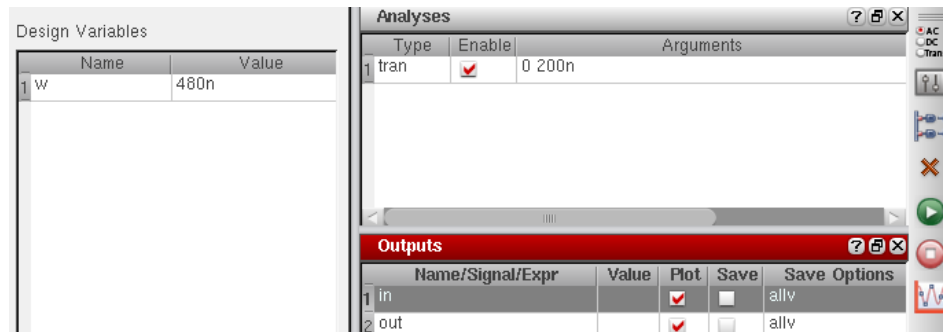 Design Variables
Name Value
1 w 480n
Analyses
Type Enable Arguments
1 tran 0 200n
Outputs
Name/Signal/Expr Value Plot Save Save Options
1 in allv
2 out allv
AC
DC
Tran